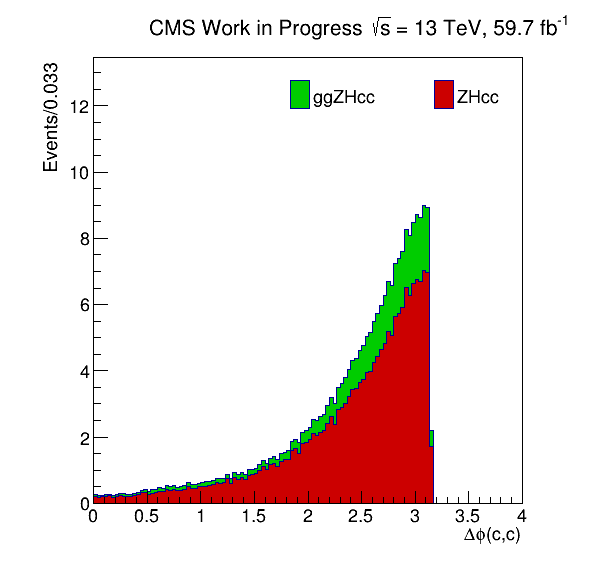 CMS Work in Progress √s = 13 TeV, 59.7 fb⁻¹
Events/0.033
ggZHcc
ZHcc
12
10
8
6
4
2
0
0 0.5 1 1.5 2 2.5 3 3.5 4
Δϕ(c,c)